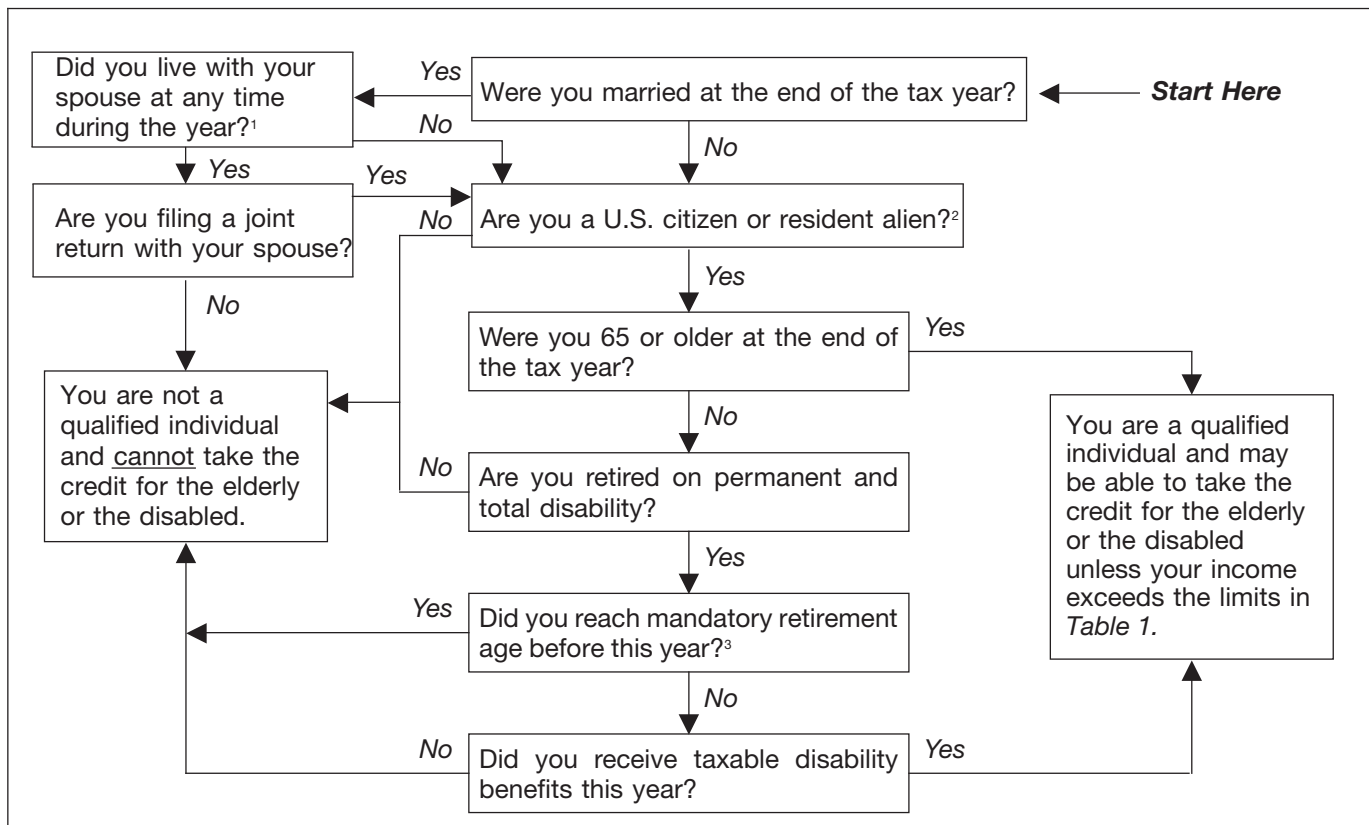 Did you live with your
spouse at any time
during the year?¹
Yes
Were you married at the end of the tax year?
Start Here
No
No
Yes
Yes
Are you filing a joint
return with your spouse?
No
Are you a U.S. citizen or resident alien?²
No
Yes
Were you 65 or older at the end of
the tax year?
Yes
You are not a
qualified individual
and cannot take the
credit for the elderly
or the disabled.
No
No
Are you retired on permanent and
total disability?
You are a qualified
individual and may
be able to take the
credit for the elderly
or the disabled
unless your income
exceeds the limits in
Table 1.
Yes
Yes
Did you reach mandatory retirement
age before this year?³
No
No
Did you receive taxable disability
benefits this year?
Yes